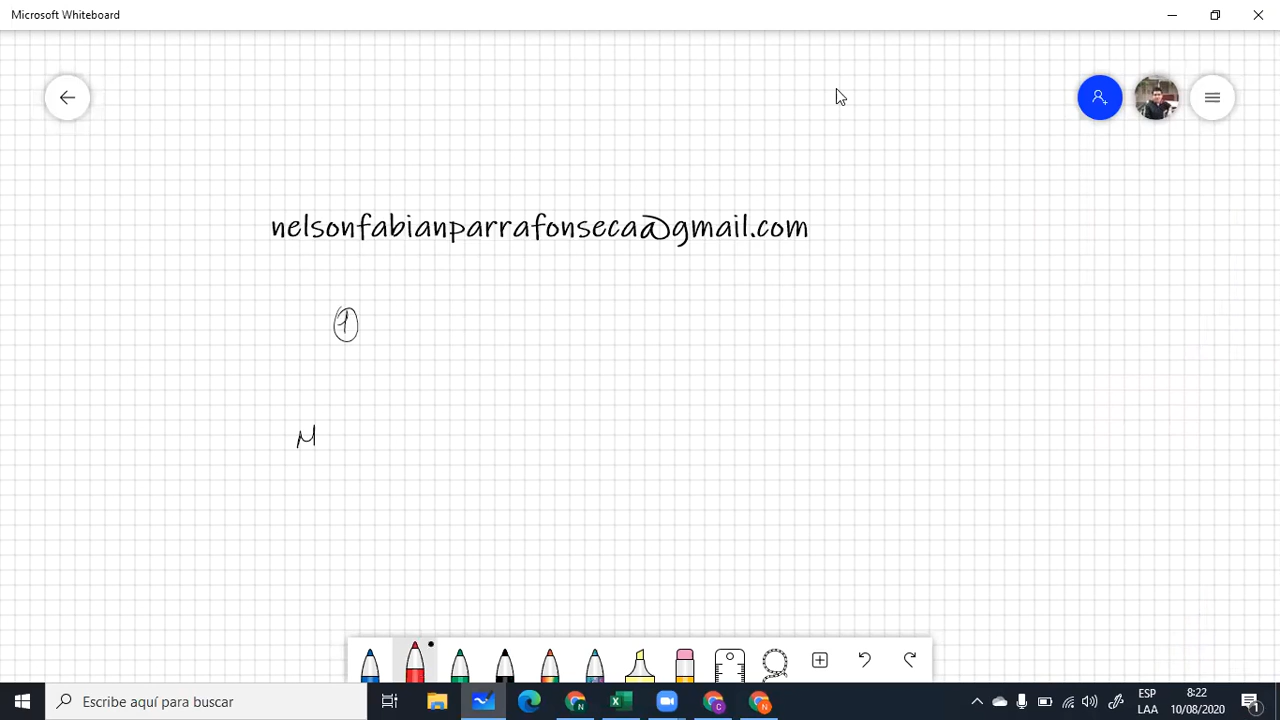 Microsoft Whiteboard
nelsonfabianparrafonseca@gmail.com
1
M
Escribe aquí para buscar
ESP
LAA
8:22
10/08/2020